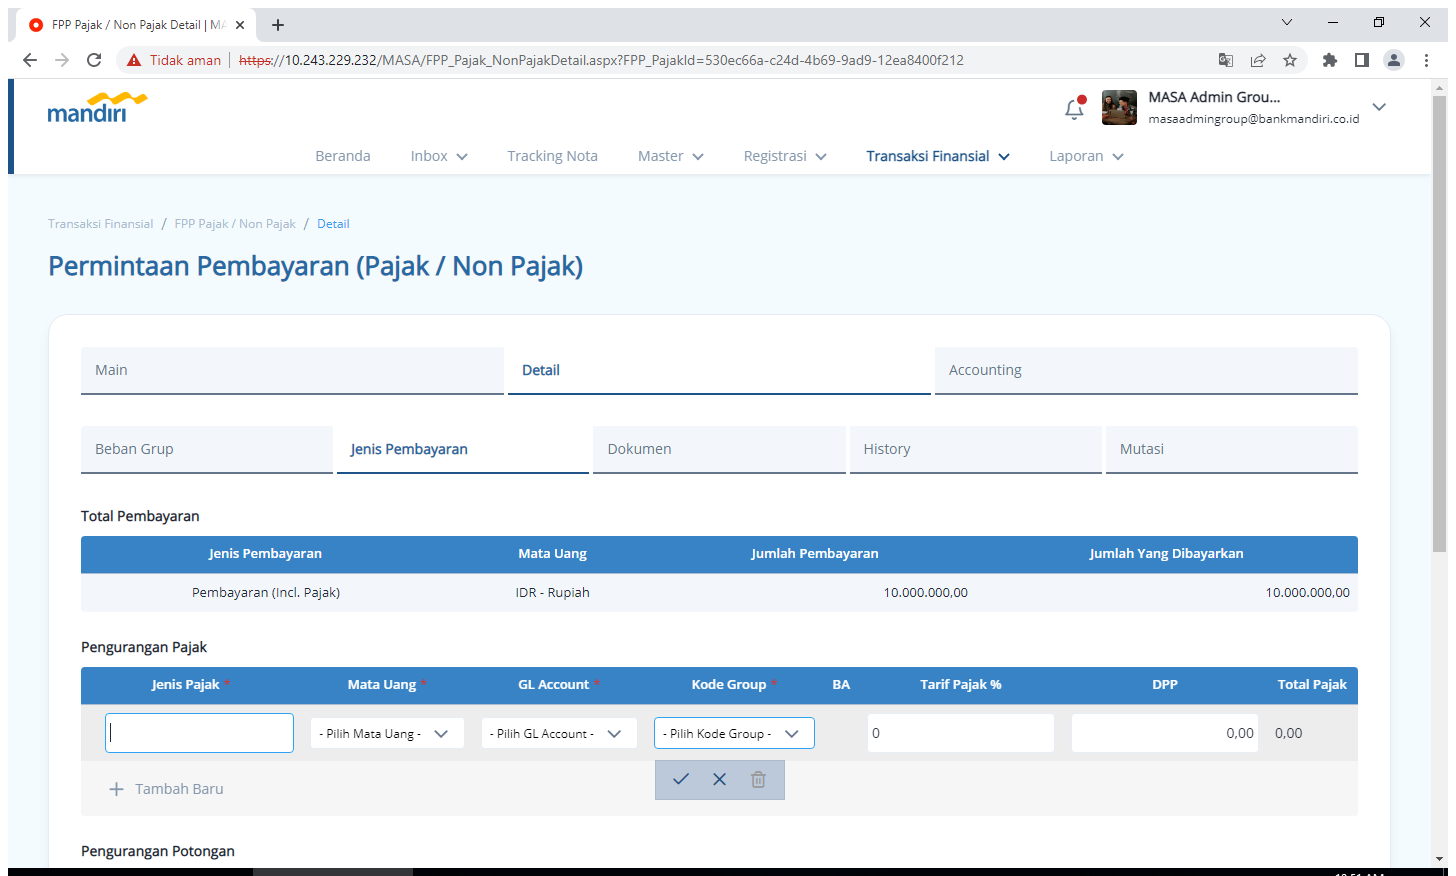 FPP Pajak / Non Pajak Detail | MA
Tidak aman https://10.243.229.232/MASA/FPP_Pajak_NonPajakDetail.aspx?FPP_PajakId=530ec66a-c24d-4b69-9ad9-12ea8400f212
mandiri
MASA Admin Grou...
masaadmingroup@bankmandiri.co.id
Beranda Inbox Tracking Nota Master Registrasi Transaksi Finansial Laporan
Transaksi Finansial / FPP Pajak / Non Pajak / Detail
Permintaan Pembayaran (Pajak / Non Pajak)
Main Detail Accounting
Beban Grup Jenis Pembayaran Dokumen History Mutasi
Total Pembayaran
Jenis Pembayaran Mata Uang Jumlah Pembayaran Jumlah Yang Dibayarkan
Pembayaran (Incl. Pajak) IDR - Rupiah 10.000.000,00 10.000.000,00
Pengurangan Pajak
Jenis Pajak * Mata Uang * GL Account * Kode Group * BA Tarif Pajak % DPP Total Pajak
- Pilih Mata Uang - - Pilih GL Account - - Pilih Kode Group - 0 0,00 0,00
Tambah Baru
Pengurangan Potongan